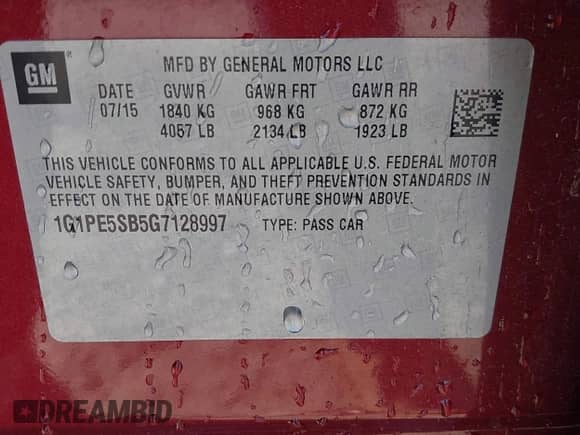 GM ® MFD BY GENERAL MOTORS LLC
DATE GVWR GAWR FRT GAWR RR
07/15 1840 KG 968 KG 872 KG
4057 LB 2134 LB 1923 LB
THIS VEHICLE CONFORMS TO ALL APPLICABLE U.S. FEDERAL MOTOR
VEHICLE SAFETY, BUMPER, AND THEFT PREVENTION STANDARDS IN
EFFECT ON THE DATE OF MANUFACTURE SHOWN ABOVE.
1G1PE5SB5G7128997 TYPE: PASS CAR
DREAMBID